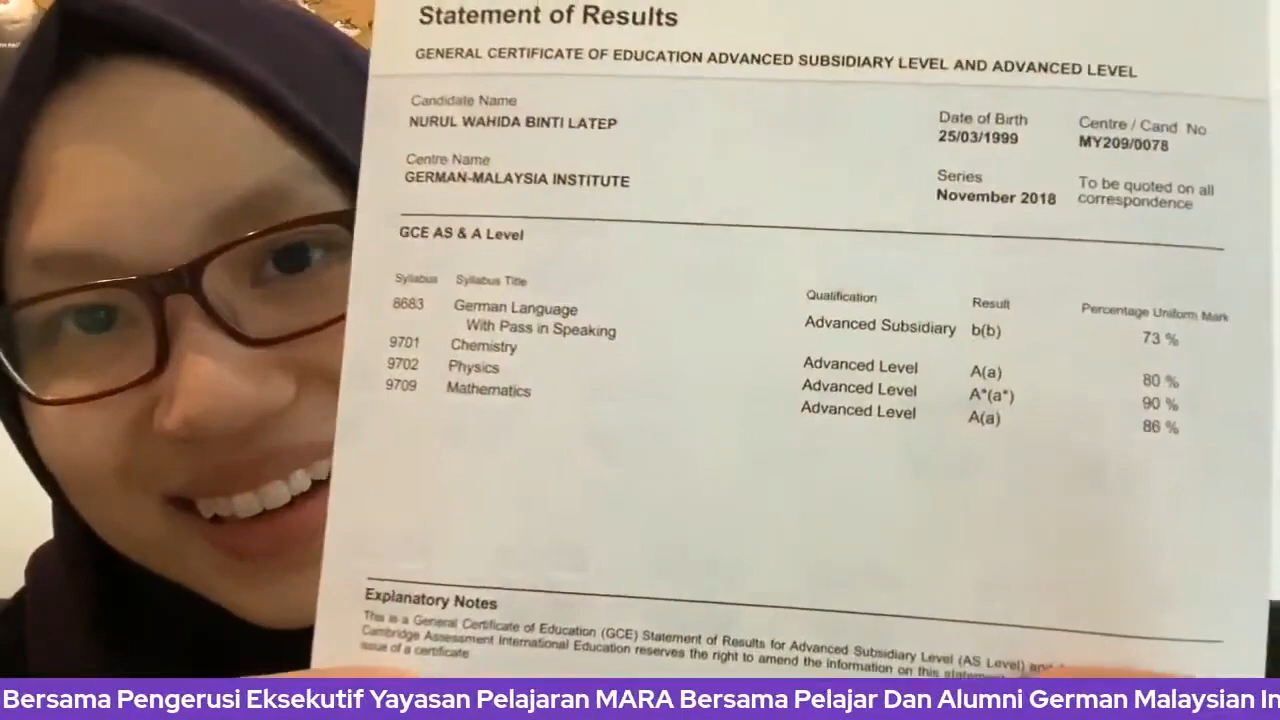 Statement of Results
GENERAL CERTIFICATE OF EDUCATION ADVANCED SUBSIDIARY LEVEL AND ADVANCED LEVEL
Candidate Name
NURUL WAHIDA BINTI LATEP
Date of Birth
25/03/1999
Centre / Cand No
MY209/0078
Centre Name
GERMAN-MALAYSIA INSTITUTE
Series
November 2018
To be quoted on all
correspondence
GCE AS & A Level
Syllabus Syllabus Title Qualification Result Percentage Uniform Mark
8683 German Language Advanced Subsidiary b(b) 73 %
With Pass in Speaking
9701 Chemistry Advanced Level A(a) 80 %
9702 Physics Advanced Level A*(a*) 90 %
9709 Mathematics Advanced Level A(a) 86 %
Explanatory Notes
This is a General Certificate of Education (GCE) Statement of Results for Advanced Subsidiary Level (AS Level) and
Cambridge Assessment International Education reserves the right to amend the information on this statement
issue of a certificate
Bersama Pengerusi Eksekutif Yayasan Pelajaran MARA Bersama Pelajar Dan Alumni German Malaysian In